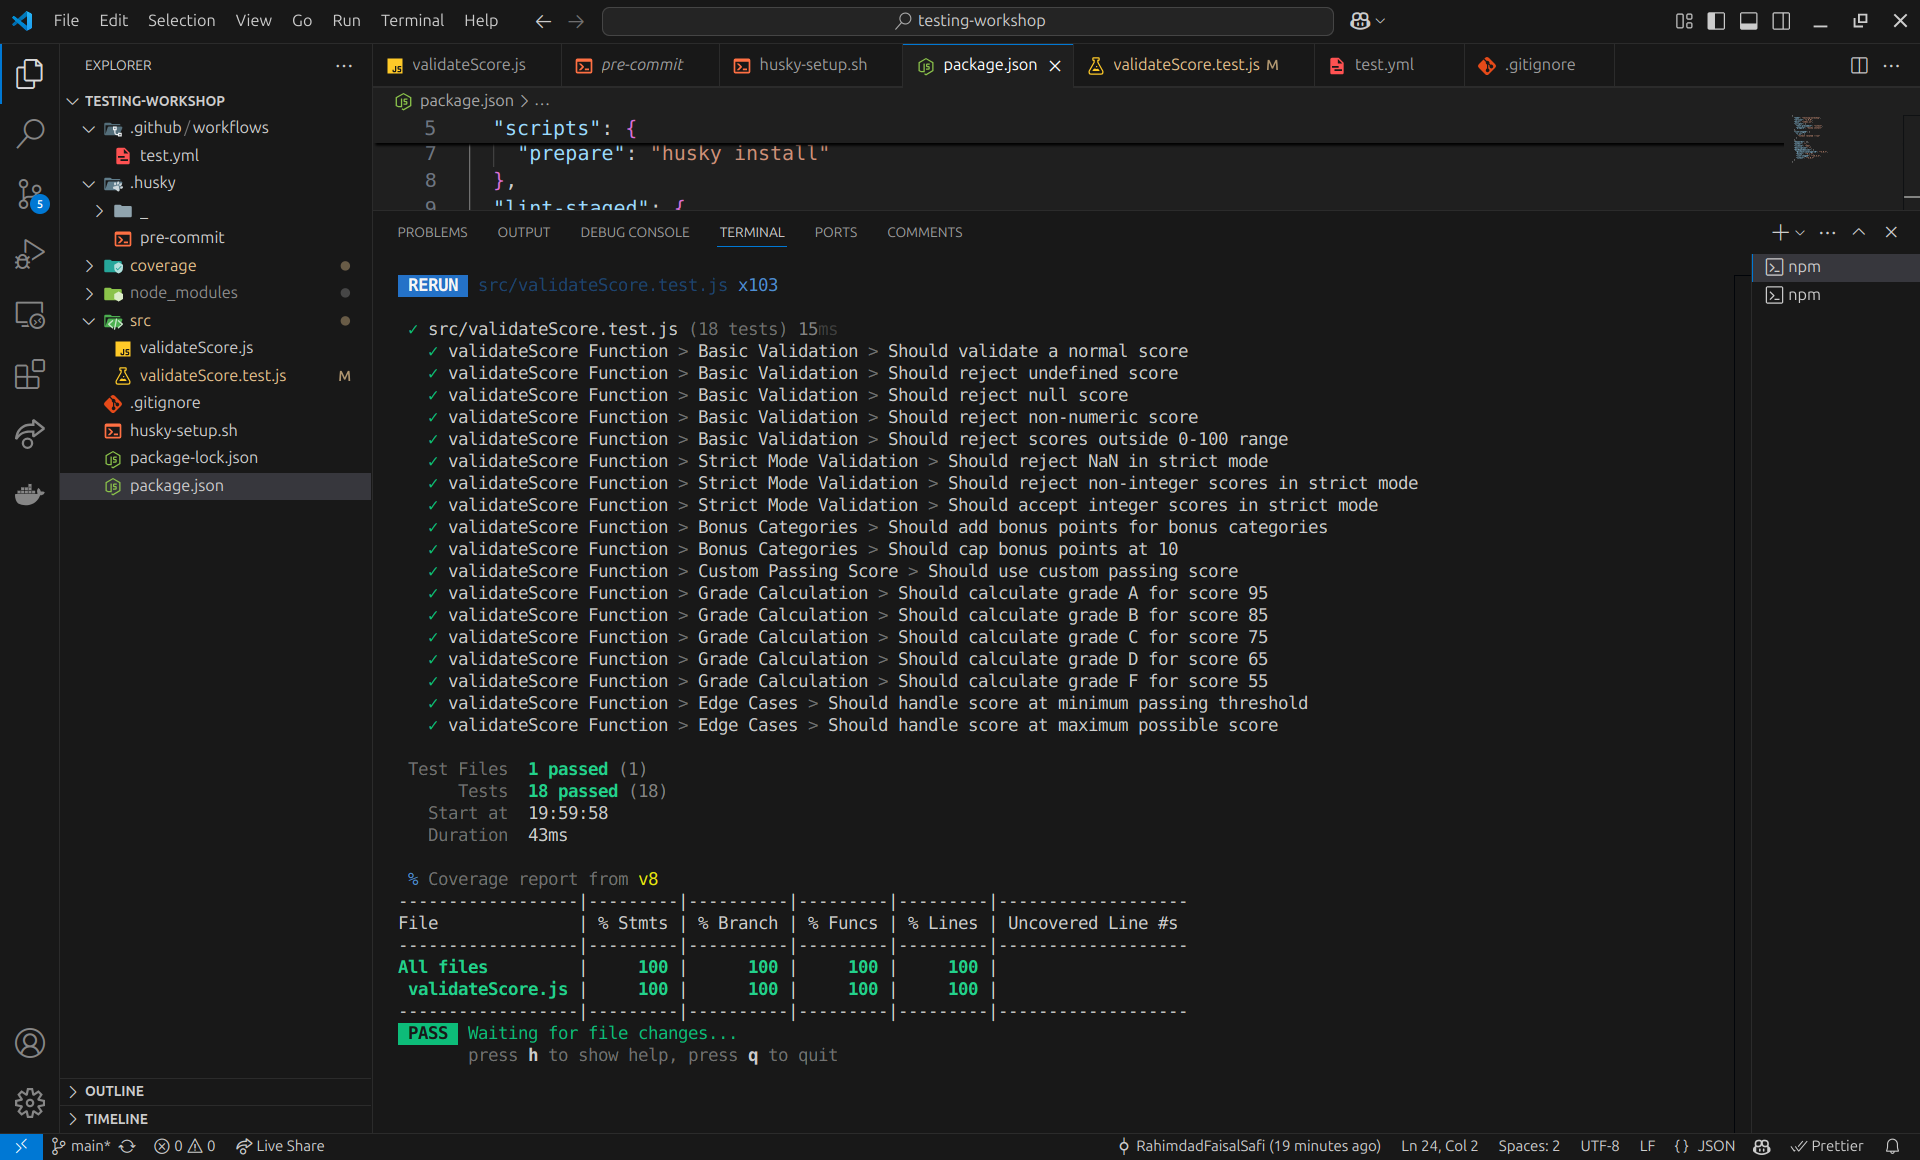 File Edit Selection View Go Run Terminal Help
testing-workshop
EXPLORER
TESTING-WORKSHOP
.github/workflows
test.yml
.husky
_
pre-commit
coverage
node_modules
src
validateScore.js
validateScore.test.js M
.gitignore
husky-setup.sh
package-lock.json
package.json
OUTLINE
TIMELINE
5
validateScore.js pre-commit husky-setup.sh package.json validateScore.test.js M test.yml .gitignore
package.json > ...
5 "scripts": {
7 "prepare": "husky install"
8 },
9 "lint-staged": {
PROBLEMS OUTPUT DEBUG CONSOLE TERMINAL PORTS COMMENTS
npm
npm
RERUN src/validateScore.test.js x103
✓ src/validateScore.test.js (18 tests) 15ms
✓ validateScore Function > Basic Validation > Should validate a normal score
✓ validateScore Function > Basic Validation > Should reject undefined score
✓ validateScore Function > Basic Validation > Should reject null score
✓ validateScore Function > Basic Validation > Should reject non-numeric score
✓ validateScore Function > Basic Validation > Should reject scores outside 0-100 range
✓ validateScore Function > Strict Mode Validation > Should reject NaN in strict mode
✓ validateScore Function > Strict Mode Validation > Should reject non-integer scores in strict mode
✓ validateScore Function > Strict Mode Validation > Should accept integer scores in strict mode
✓ validateScore Function > Bonus Categories > Should add bonus points for bonus categories
✓ validateScore Function > Bonus Categories > Should cap bonus points at 10
✓ validateScore Function > Custom Passing Score > Should use custom passing score
✓ validateScore Function > Grade Calculation > Should calculate grade A for score 95
✓ validateScore Function > Grade Calculation > Should calculate grade B for score 85
✓ validateScore Function > Grade Calculation > Should calculate grade C for score 75
✓ validateScore Function > Grade Calculation > Should calculate grade D for score 65
✓ validateScore Function > Grade Calculation > Should calculate grade F for score 55
✓ validateScore Function > Edge Cases > Should handle score at minimum passing threshold
✓ validateScore Function > Edge Cases > Should handle score at maximum possible score
Test Files 1 passed (1)
Tests 18 passed (18)
Start at 19:59:58
Duration 43ms
% Coverage report from v8
------------------|---------|----------|---------|---------|-------------------
File | % Stmts | % Branch | % Funcs | % Lines | Uncovered Line #s
------------------|---------|----------|---------|---------|-------------------
All files | 100 | 100 | 100 | 100 |
validateScore.js | 100 | 100 | 100 | 100 |
------------------|---------|----------|---------|---------|-------------------
PASS Waiting for file changes...
press h to show help, press q to quit
main* 0 0 Live Share RahimdadFaisalSafi (19 minutes ago) Ln 24, Col 2 Spaces: 2 UTF-8 LF {} JSON Prettier